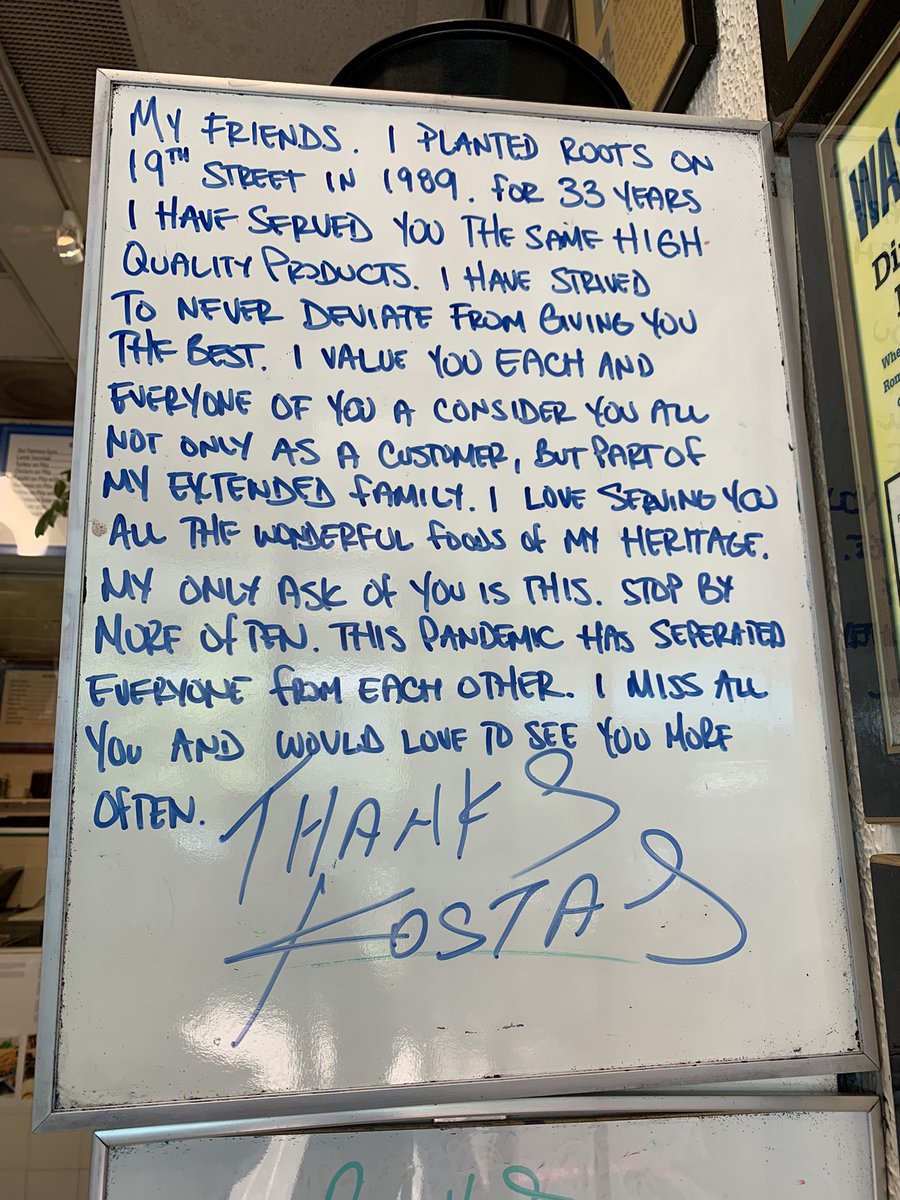 MY FRIENDS. I PLANTED ROOTS ON
19TH STREET IN 1989. FOR 33 YEARS
I HAVE SERVED YOU THE SAME HIGH
QUALITY PRODUCTS. I HAVE STRIVED
TO NEVER DEVIATE FROM GIVING YOU
THE BEST. I VALUE YOU EACH AND
EVERYONE OF YOU A CONSIDER YOU ALL
NOT ONLY AS A CUSTOMER, BUT PART OF
MY EXTENDED FAMILY. I LOVE SERVING YOU
ALL THE WONDERFUL FOODS OF MY HERITAGE.
MY ONLY ASK OF YOU IS THIS. STOP BY
MORE OFTEN. THIS PANDEMIC HAS SEPERATED
EVERYONE FROM EACH OTHER. I MISS ALL
YOU AND WOULD LOVE TO SEE YOU MORE
OFTEN.
THANKS
KOSTAS
WAS
Di
Whe
Rom